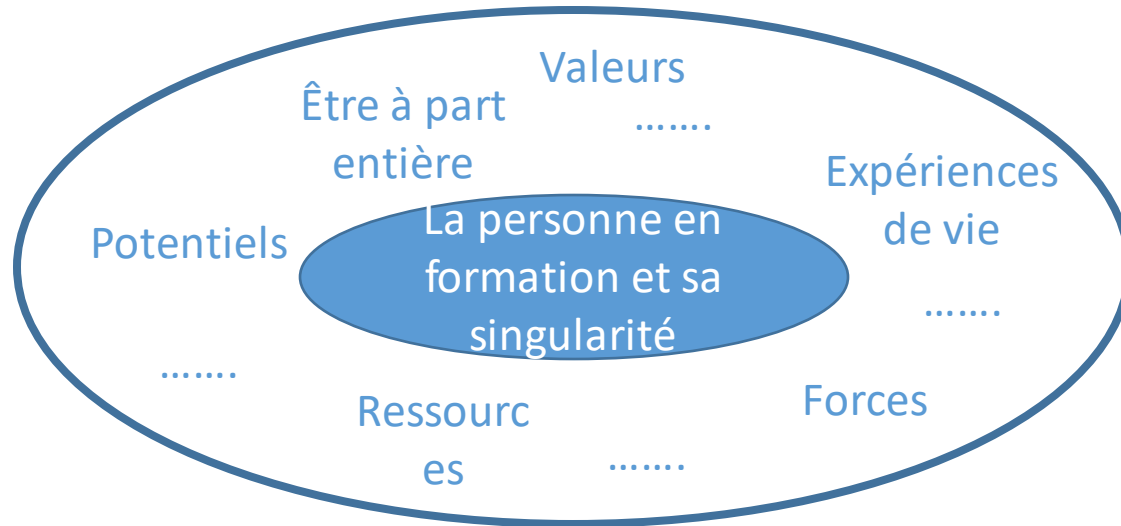 Valeurs
…….
Être à part
entière
Expériences
de vie
Potentiels
La personne en
formation et sa
singularité
…….
…….
Ressourc
es
Forces
…….